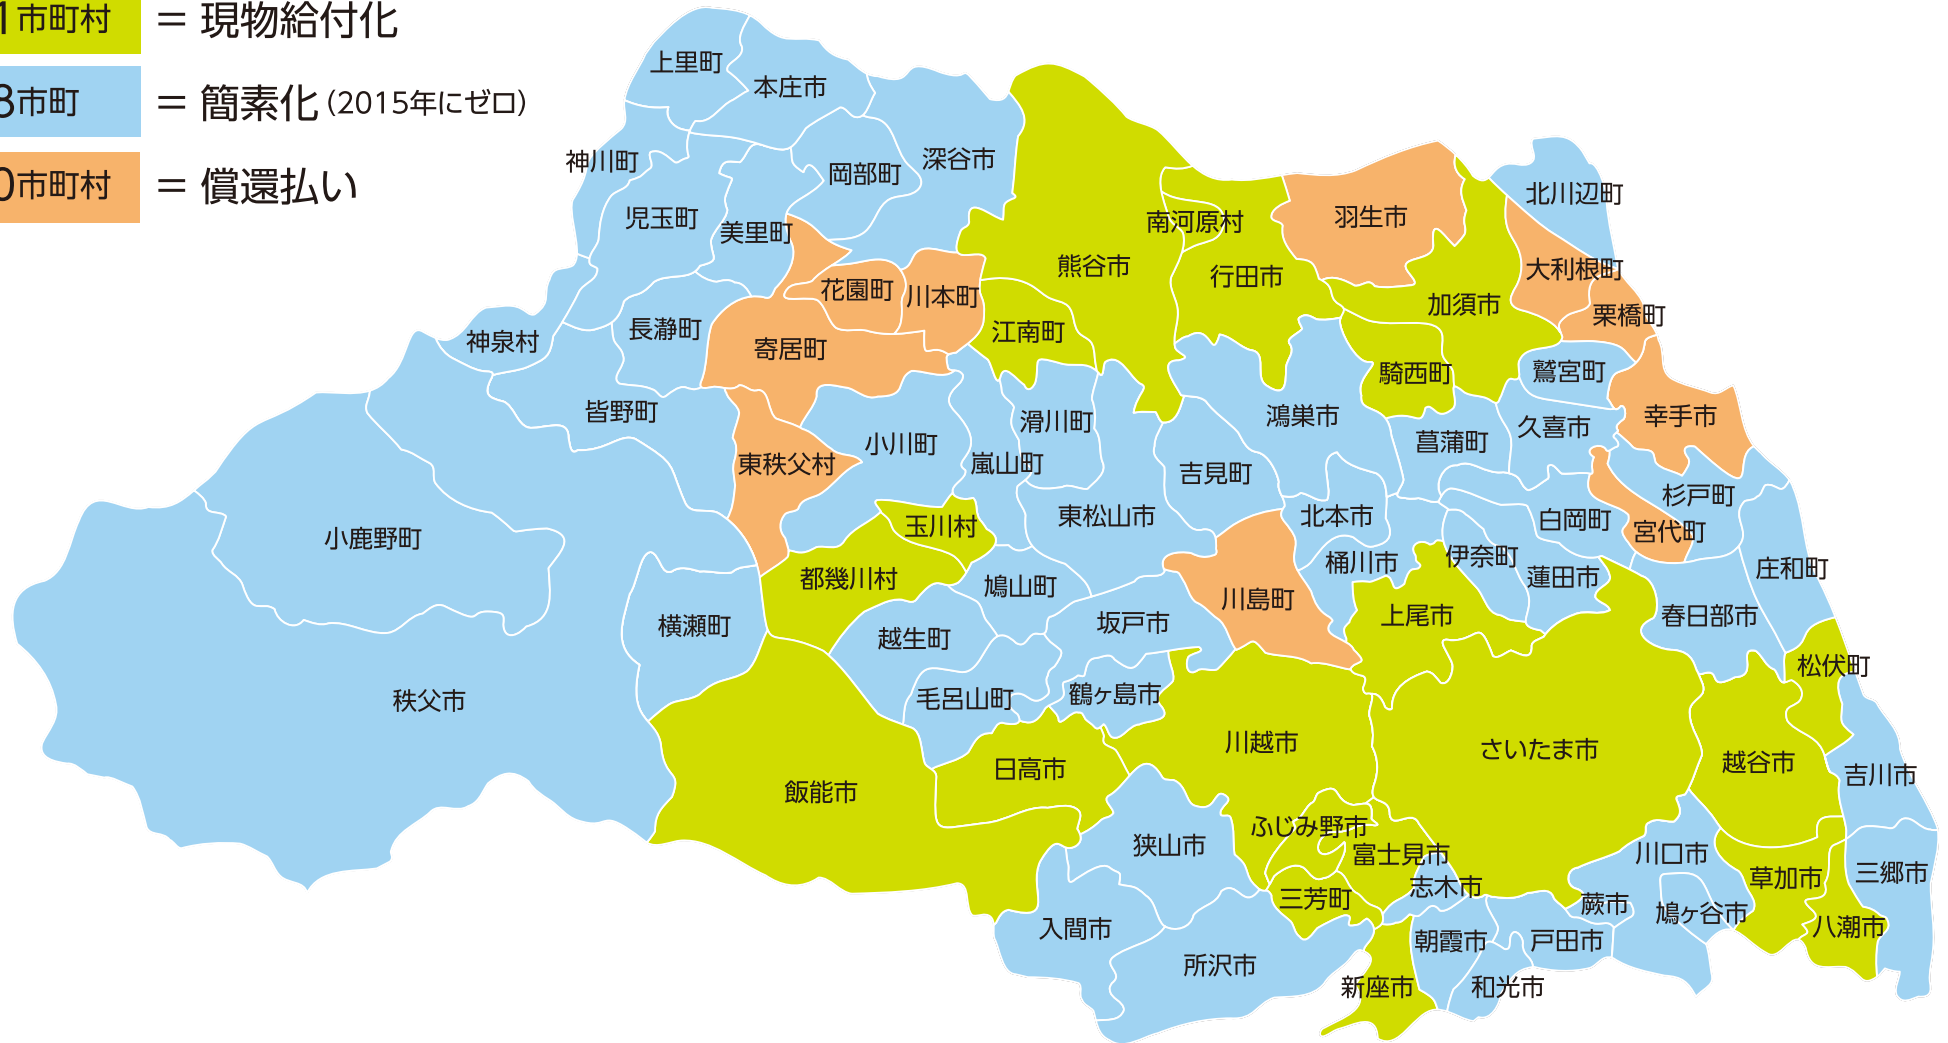 1市町村 = 現物給付化
8市町 = 簡素化（2015年にゼロ）
0市町村 = 償還払い
上里町
本庄市
神川町
岡部町
深谷市
児玉町
美里町
南河原村
羽生市
北川辺町
熊谷市
行田市
大利根町
花園町
川本町
加須市
栗橋町
神泉村
長瀞町
寄居町
江南町
騎西町
鷲宮町
皆野町
小川町
滑川町
鴻巣市
菖蒲町
久喜市
幸手市
東秩父村
嵐山町
吉見町
杉戸町
小鹿野町
玉川村
東松山市
北本市
白岡町
宮代町
都幾川村
鳩山町
川島町
桶川市
伊奈町
蓮田市
庄和町
横瀬町
越生町
坂戸市
上尾市
春日部市
松伏町
秩父市
毛呂山町
鶴ヶ島市
川越市
さいたま市
越谷市
吉川市
飯能市
日高市
ふじみ野市
狭山市
富士見市
川口市
三郷市
志木市
草加市
三芳町
蕨市
鳩ヶ谷市
八潮市
入間市
朝霞市
戸田市
所沢市
新座市
和光市